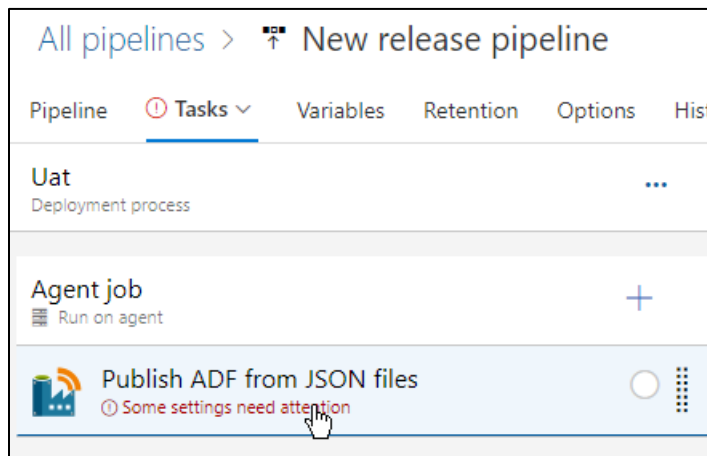 All pipelines > New release pipeline
Pipeline Tasks Variables Retention Options Hist
Uat
Deployment process
Agent job
Run on agent
Publish ADF from JSON files
Some settings need attention